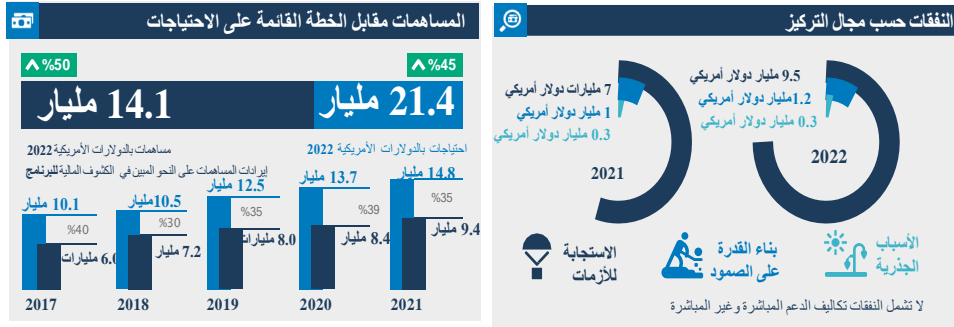 النفقات حسب مجال التركيز
9.5 مليار دولار أمريكي
1.2 مليار دولار أمريكي
0.3 مليار دولار أمريكي
2022
7 مليارات دولار أمريكي
1 مليار دولار أمريكي
0.3 مليار دولار أمريكي
2021
الأسباب
الجذرية
بناء القدرة
على الصمود
الاستجابة
للأزمات
لا تشمل النفقات تكاليف الدعم المباشرة وغير المباشرة
المساهمات مقابل الخطة القائمة على الاحتياجات
%45
%50
21.4 مليار
14.1 مليار
احتياجات بالدولارات الأمريكية 2022
مساهمات بالدولارات الأمريكية 2022
إيرادات المساهمات على النحو المبين في الكشوف المالية للبرنامج
10.1 مليار
%40
6.0 مليارات
2017
10.5 مليار
%30
7.2 مليار
2018
12.5 مليار
%35
8.0 مليارات
2019
13.7 مليار
%39
8.4 مليار
2020
14.8 مليار
%35
9.4 مليار
2021